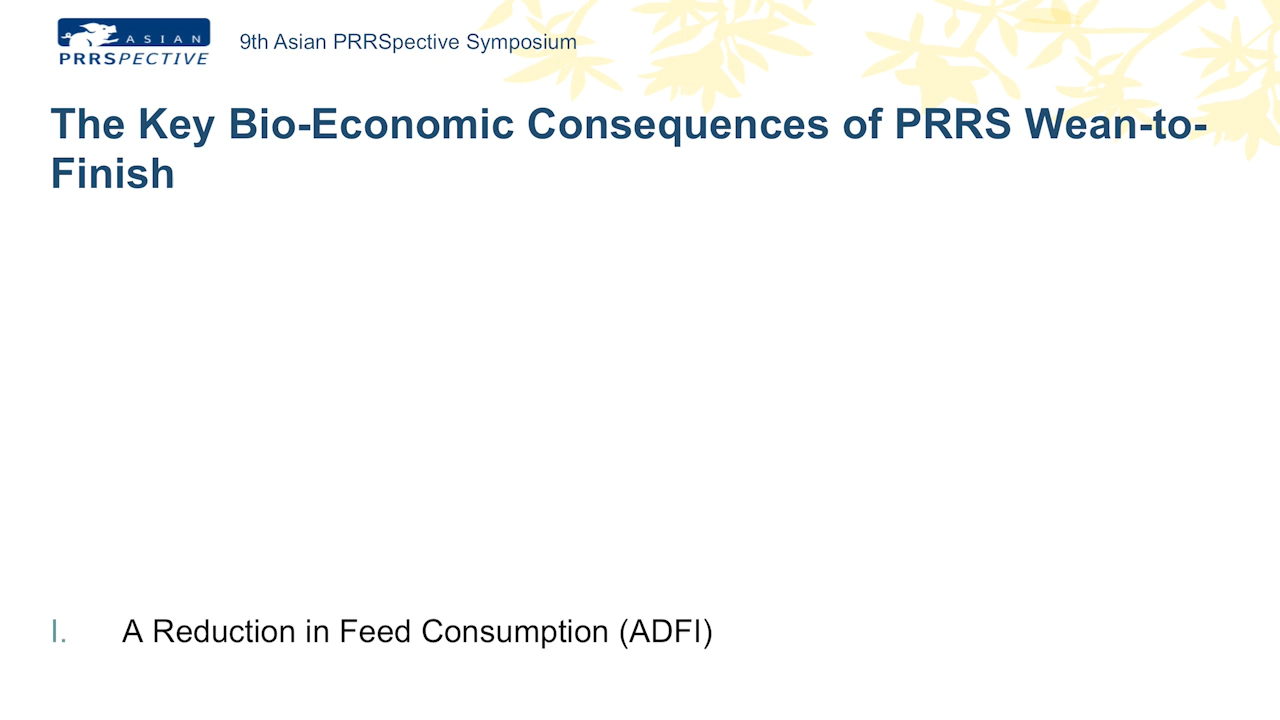 ASIAN
PRRSPECTIVE
9th Asian PRRSpective Symposium
The Key Bio-Economic Consequences of PRRS Wean-to-
Finish
I. A Reduction in Feed Consumption (ADFI)